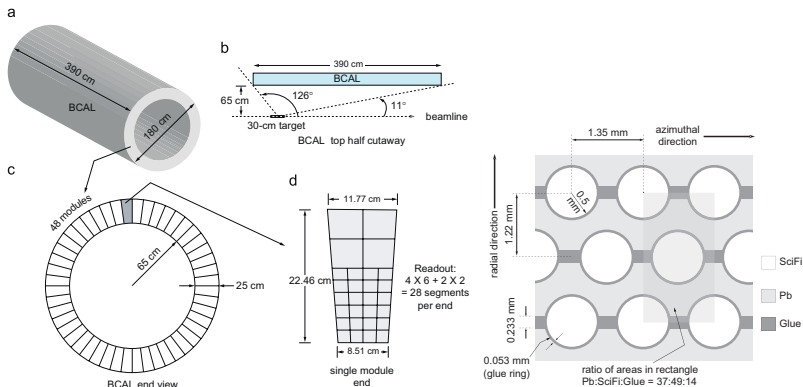 a
390 cm
BCAL
180 cm
b
390 cm
BCAL
65 cm
126°
11°
30-cm target
beamline
BCAL top half cutaway
c
48 modules
65 cm
25 cm
BCAL end view
d
11.77 cm
22.46 cm
Readout:
4 X 6 + 2 X 2
= 28 segments
per end
8.51 cm
single module
end
1.35 mm
azimuthal
direction
radial direction
1.22 mm
0.5
mm
0.233 mm
0.053 mm
(glue ring)
ratio of areas in rectangle
Pb:SciFi:Glue = 37:49:14
SciFi
Pb
Glue